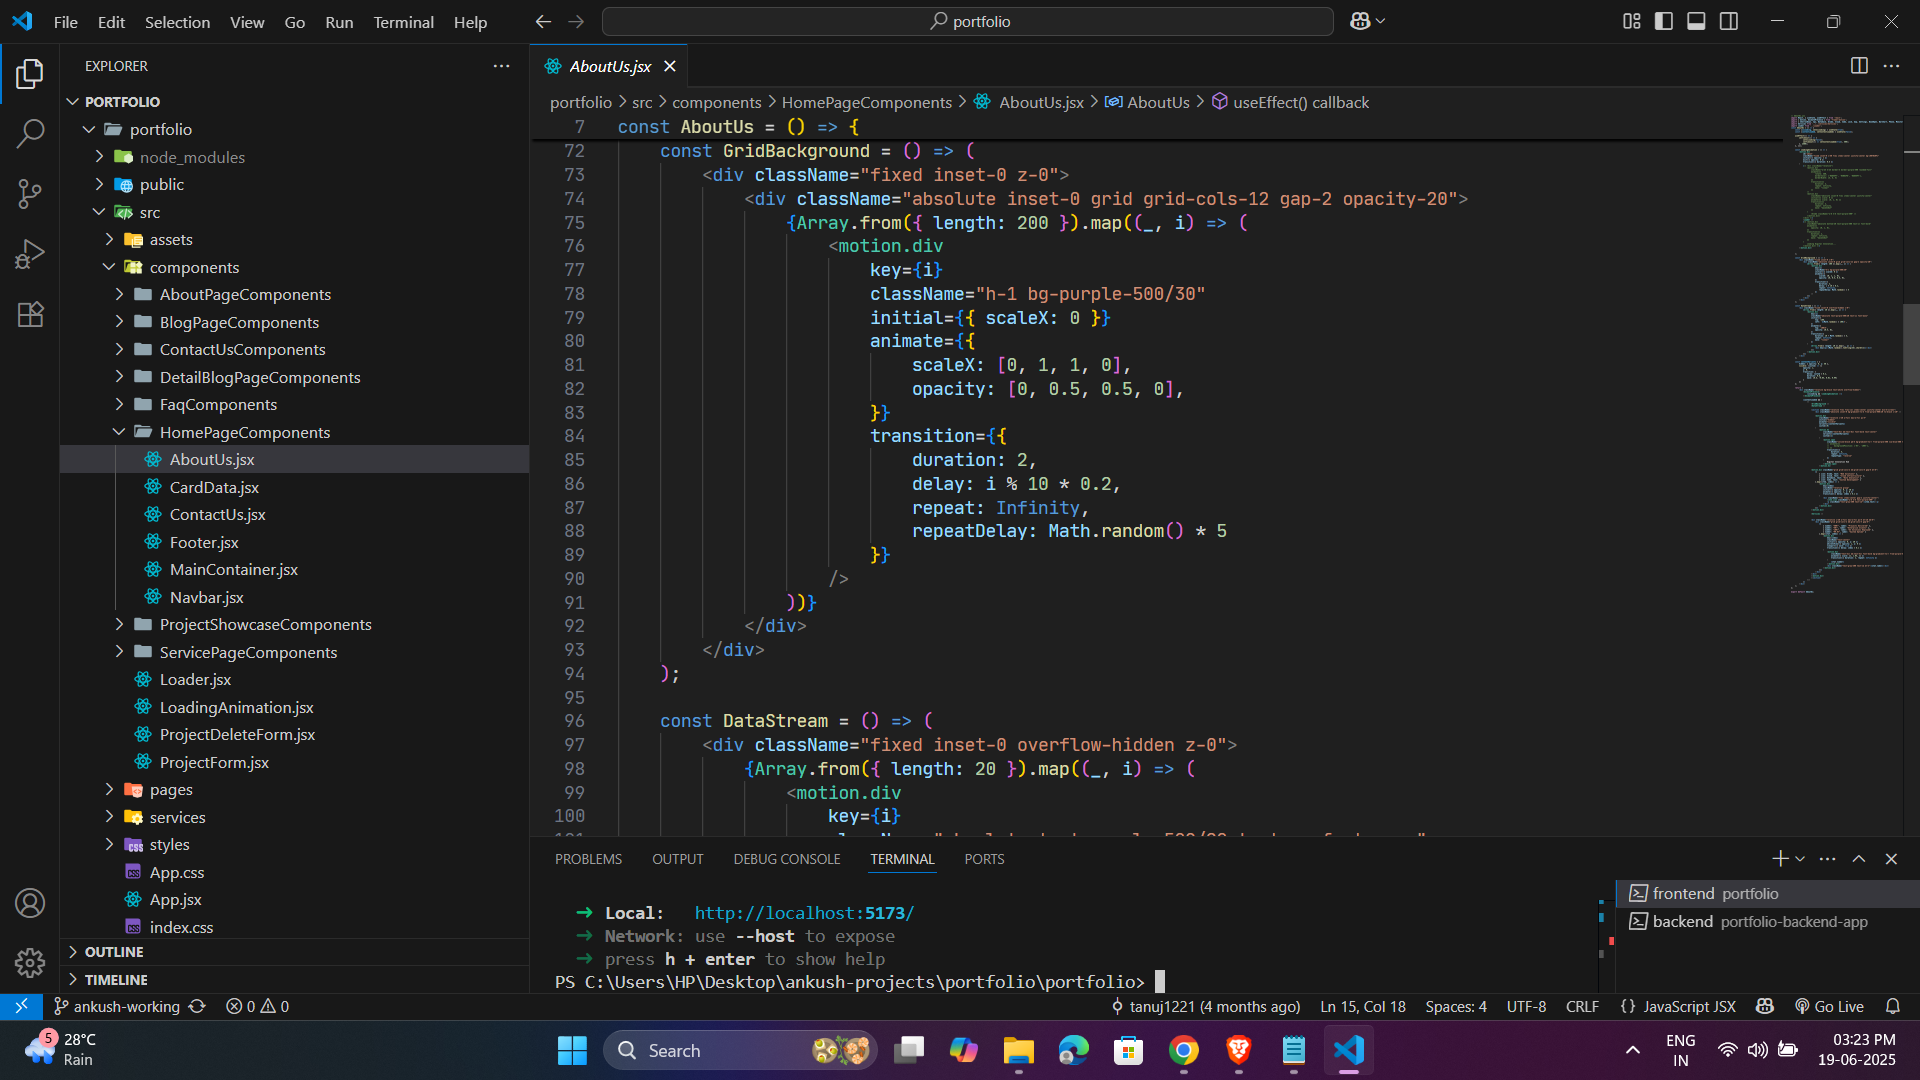 File Edit Selection View Go Run Terminal Help
portfolio
EXPLORER
PORTFOLIO
portfolio
node_modules
public
src
assets
components
AboutPageComponents
BlogPageComponents
ContactUsComponents
DetailBlogPageComponents
FaqComponents
HomePageComponents
AboutUs.jsx
CardData.jsx
ContactUs.jsx
Footer.jsx
MainContainer.jsx
Navbar.jsx
ProjectShowcaseComponents
ServicePageComponents
Loader.jsx
LoadingAnimation.jsx
ProjectDeleteForm.jsx
ProjectForm.jsx
pages
services
styles
App.css
App.jsx
index.css
OUTLINE
TIMELINE
AboutUs.jsx
portfolio > src > components > HomePageComponents > AboutUs.jsx > AboutUs > useEffect() callback
7 const AboutUs = () => {
72 const GridBackground = () => (
73 <div className="fixed inset-0 z-0">
74 <div className="absolute inset-0 grid grid-cols-12 gap-2 opacity-20">
75 {Array.from({ length: 200 }).map((_, i) => (
76 <motion.div
77 key={i}
78 className="h-1 bg-purple-500/30"
79 initial={{ scaleX: 0 }}
80 animate={{
81 scaleX: [0, 1, 1, 0],
82 opacity: [0, 0.5, 0.5, 0],
83 }}
84 transition={{
85 duration: 2,
86 delay: i % 10 * 0.2,
87 repeat: Infinity,
88 repeatDelay: Math.random() * 5
89 }}
90 />
91 ))}
92 </div>
93 </div>
94 );
95
96 const DataStream = () => (
97 <div className="fixed inset-0 overflow-hidden z-0">
98 {Array.from({ length: 20 }).map((_, i) => (
99 <motion.div
100 key={i}
PROBLEMS OUTPUT DEBUG CONSOLE TERMINAL PORTS
➜ Local: http://localhost:5173/
➜ Network: use --host to expose
➜ press h + enter to show help
PS C:\Users\HP\Desktop\ankush-projects\portfolio\portfolio>
frontend portfolio
backend portfolio-backend-app
ankush-working 0 0 tanuj1221 (4 months ago) Ln 15, Col 18 Spaces: 4 UTF-8 CRLF {} JavaScript JSX Go Live
5
28°C
Rain
Search
ENG
IN
03:23 PM
19-06-2025